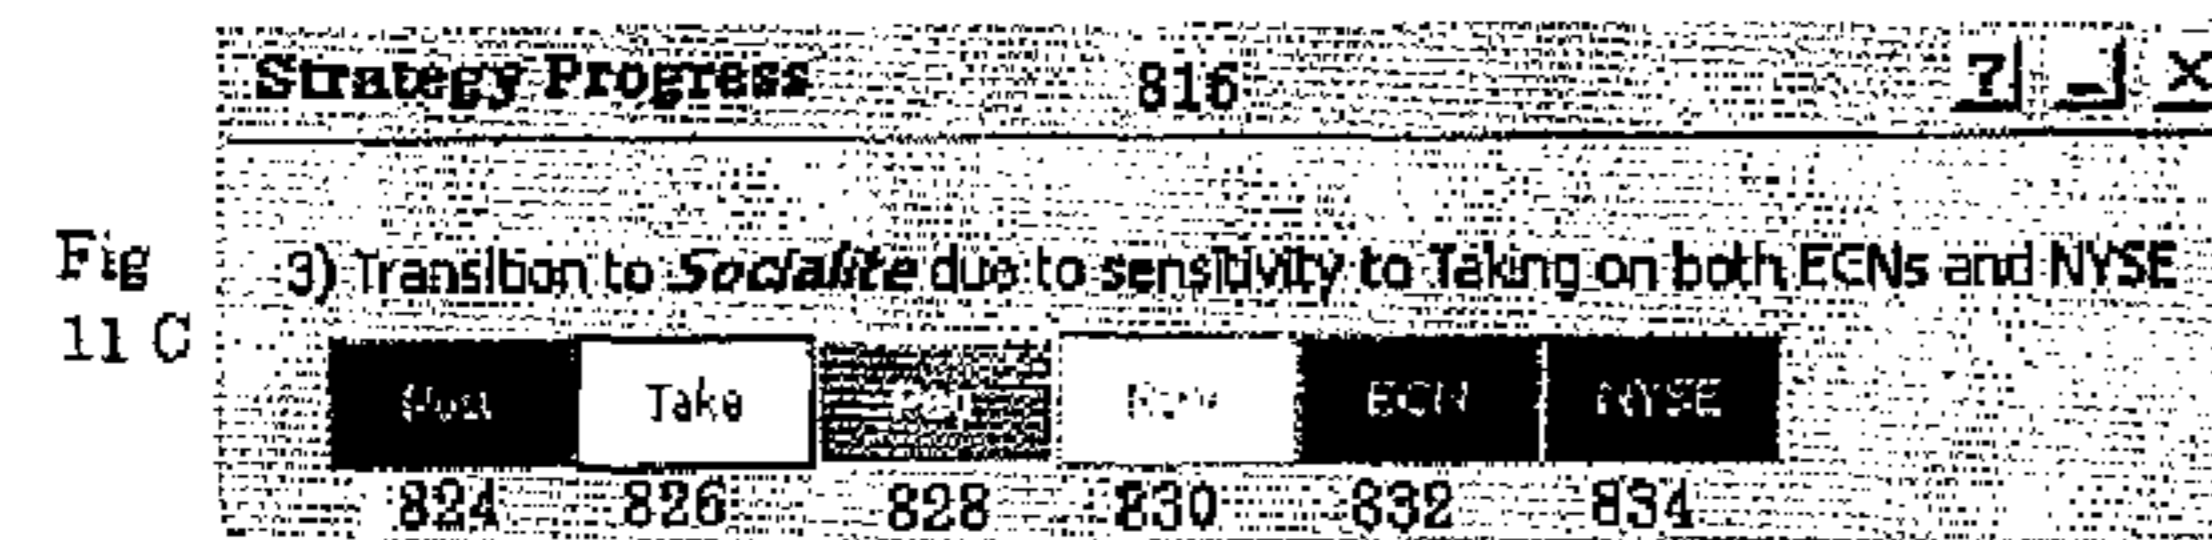 Strategy Progress 816 ? _ X
Fig
11 C
3) Transition to Socialite due to sensitivity to Taking on both ECNs and NYSE
Post Take ECN NYSE
824 826 828 830 832 834